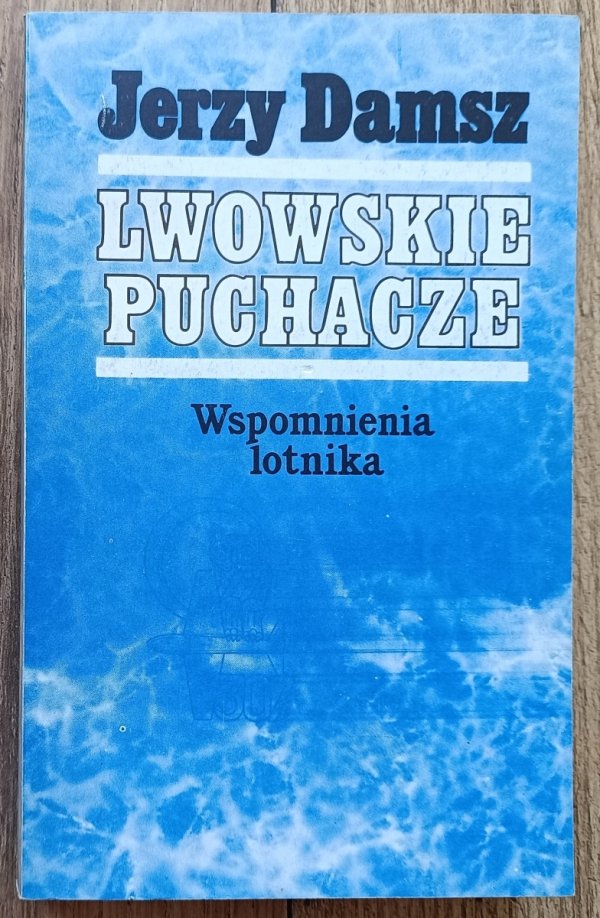 Jerzy Damsz
LWOWSKIE
PUCHACZE
Wspomnienia
lotnika